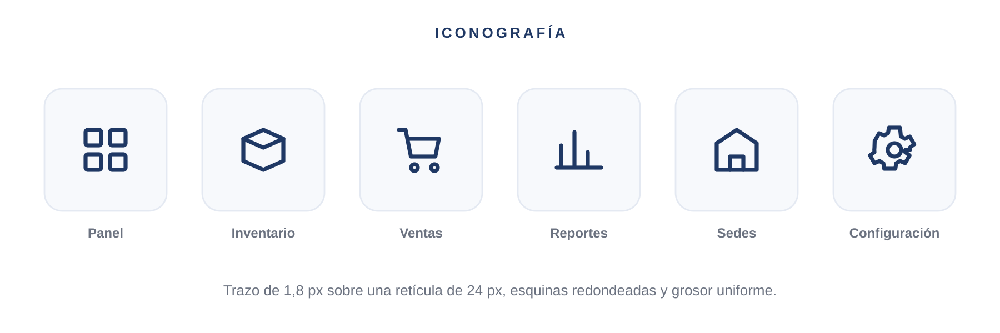 ICONOGRAFÍA
Panel
Inventario
Ventas
Reportes
Sedes
Configuración
Trazo de 1,8 px sobre una retícula de 24 px, esquinas redondeadas y grosor uniforme.